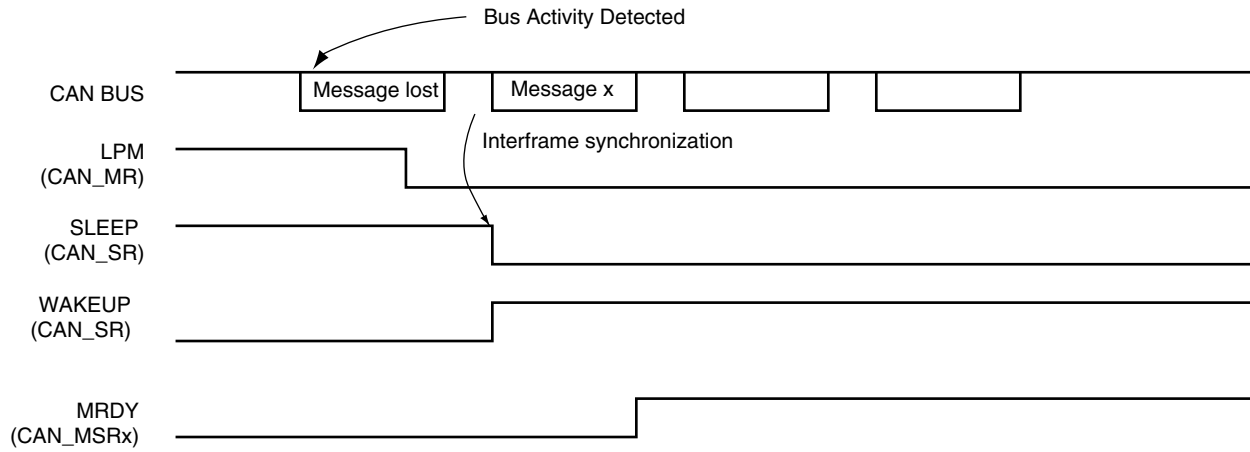 Bus Activity Detected
CAN BUS
Message lost
Message x
Interframe synchronization
LPM
(CAN_MR)
SLEEP
(CAN_SR)
WAKEUP
(CAN_SR)
MRDY
(CAN_MSRx)